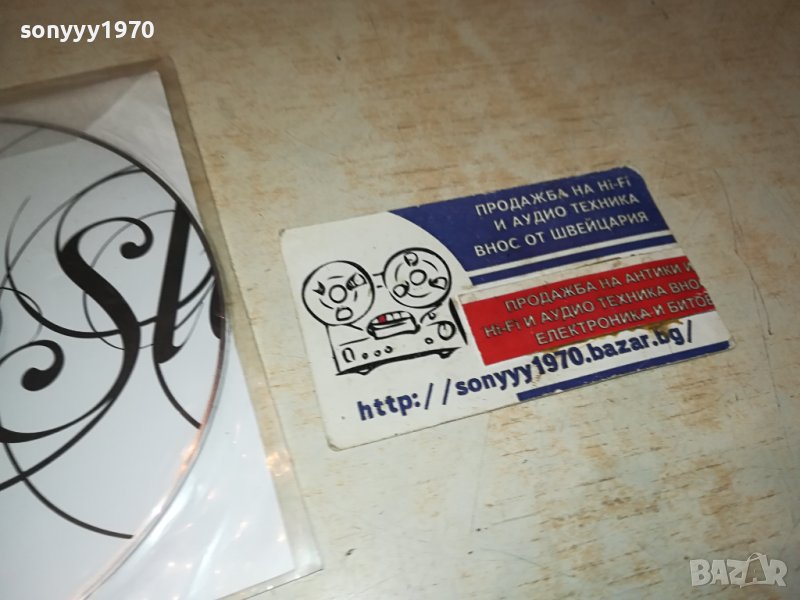 sonyyy1970
ПРОДАЖБА НА Hi-Fi
И АУДИО ТЕХНИКА
ВНОС ОТ ШВЕЙЦАРИЯ
ПРОДАЖБА НА АНТИКИ И
Hi-Fi И АУДИО ТЕХНИКА ВНО
ЕЛЕКТРОНИКА И БИТОВ
http://sonyyy1970.bazar.bg/
BAZAR